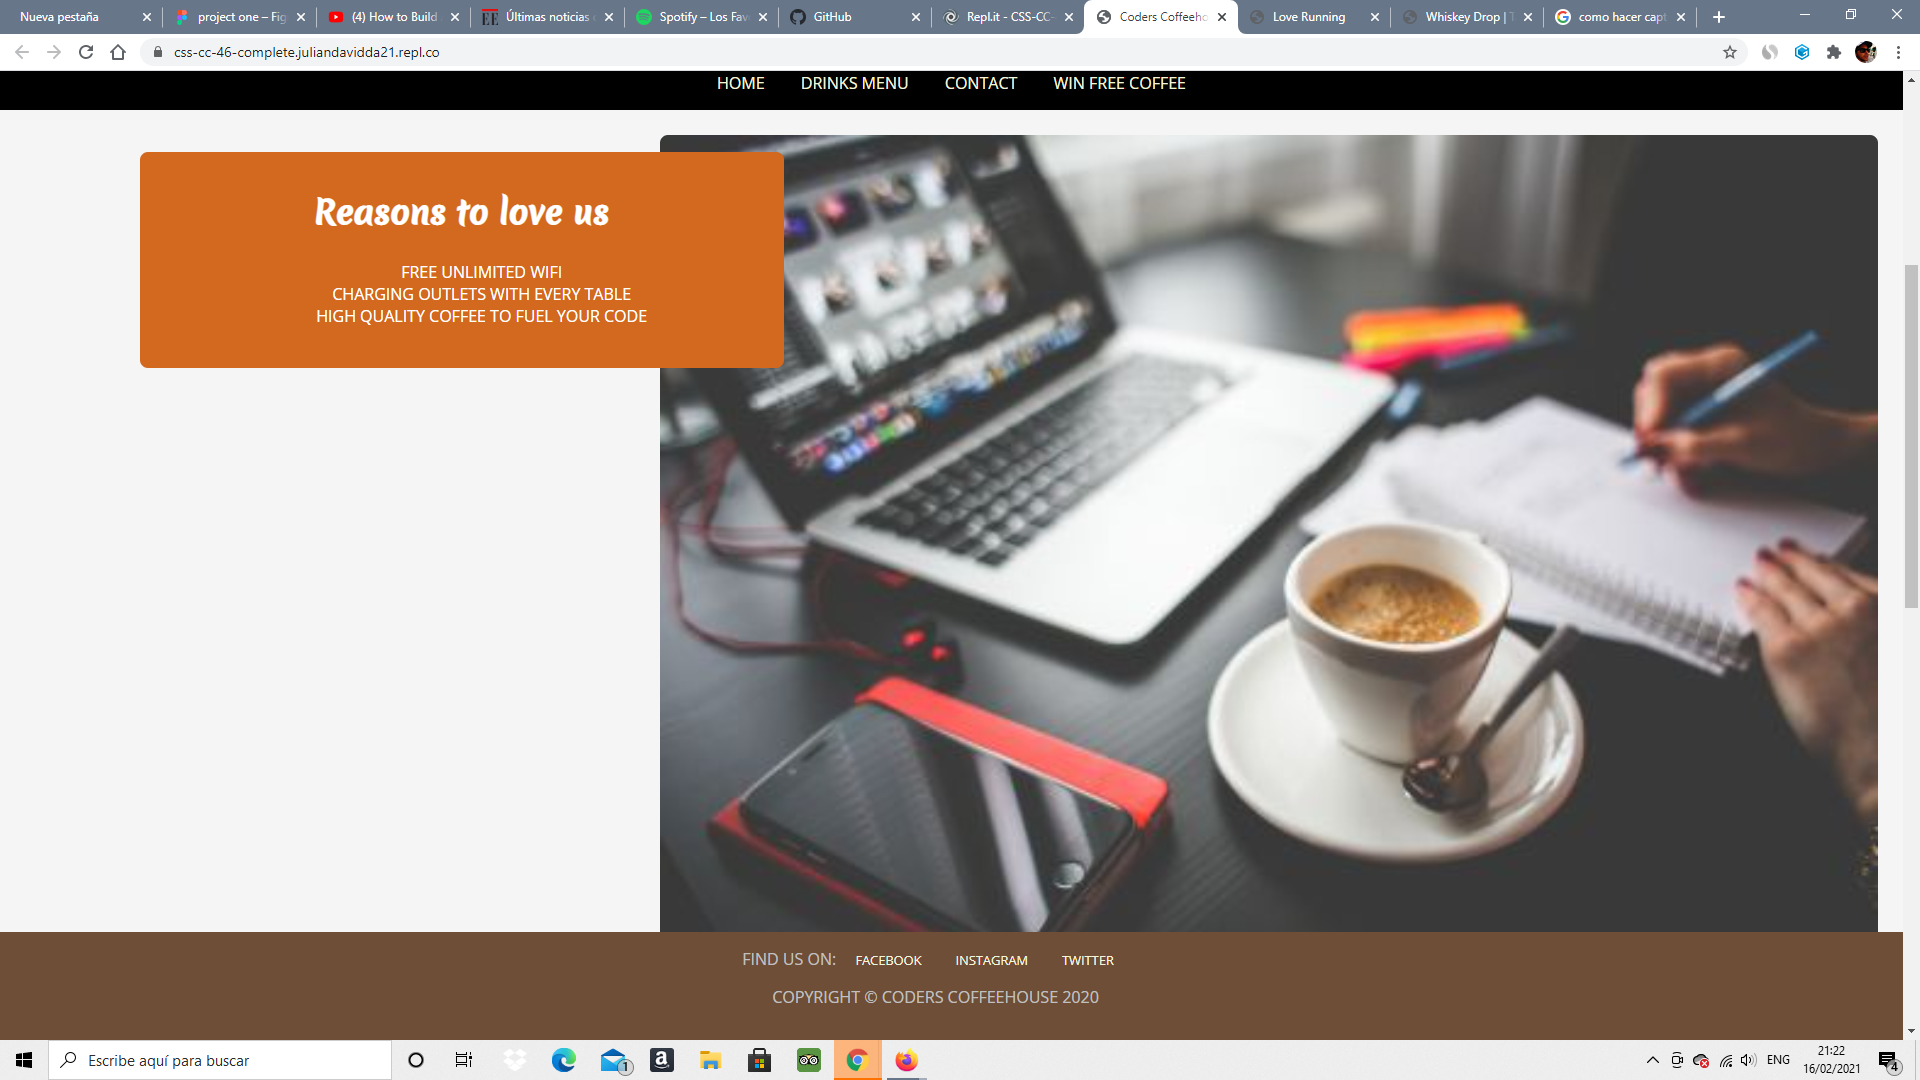 Nueva pestaña
project one – Fig
(4) How to Build
Últimas noticias
Spotify – Los Fav
GitHub
Repl.it - CSS-CC-
Coders Coffeeho
Love Running
Whiskey Drop | T
como hacer capt
css-cc-46-complete.juliandavidda21.repl.co
HOME DRINKS MENU CONTACT WIN FREE COFFEE
Reasons to love us
FREE UNLIMITED WIFI
CHARGING OUTLETS WITH EVERY TABLE
HIGH QUALITY COFFEE TO FUEL YOUR CODE
FIND US ON: FACEBOOK INSTAGRAM TWITTER
COPYRIGHT © CODERS COFFEEHOUSE 2020
Escribe aquí para buscar
1
ENG
21:22
16/02/2021
4